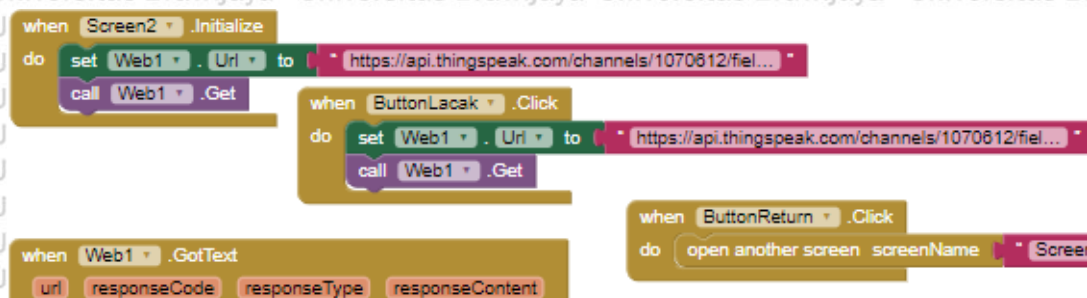 when Screen2 .Initialize
do set Web1 . Url to " https://api.thingspeak.com/channels/1070612/fiel... "
call Web1 .Get
when ButtonLacak .Click
do set Web1 . Url to " https://api.thingspeak.com/channels/1070612/fiel... "
call Web1 .Get
when ButtonReturn .Click
do open another screen screenName "
when Web1 .GotText
url responseCode responseType responseContent